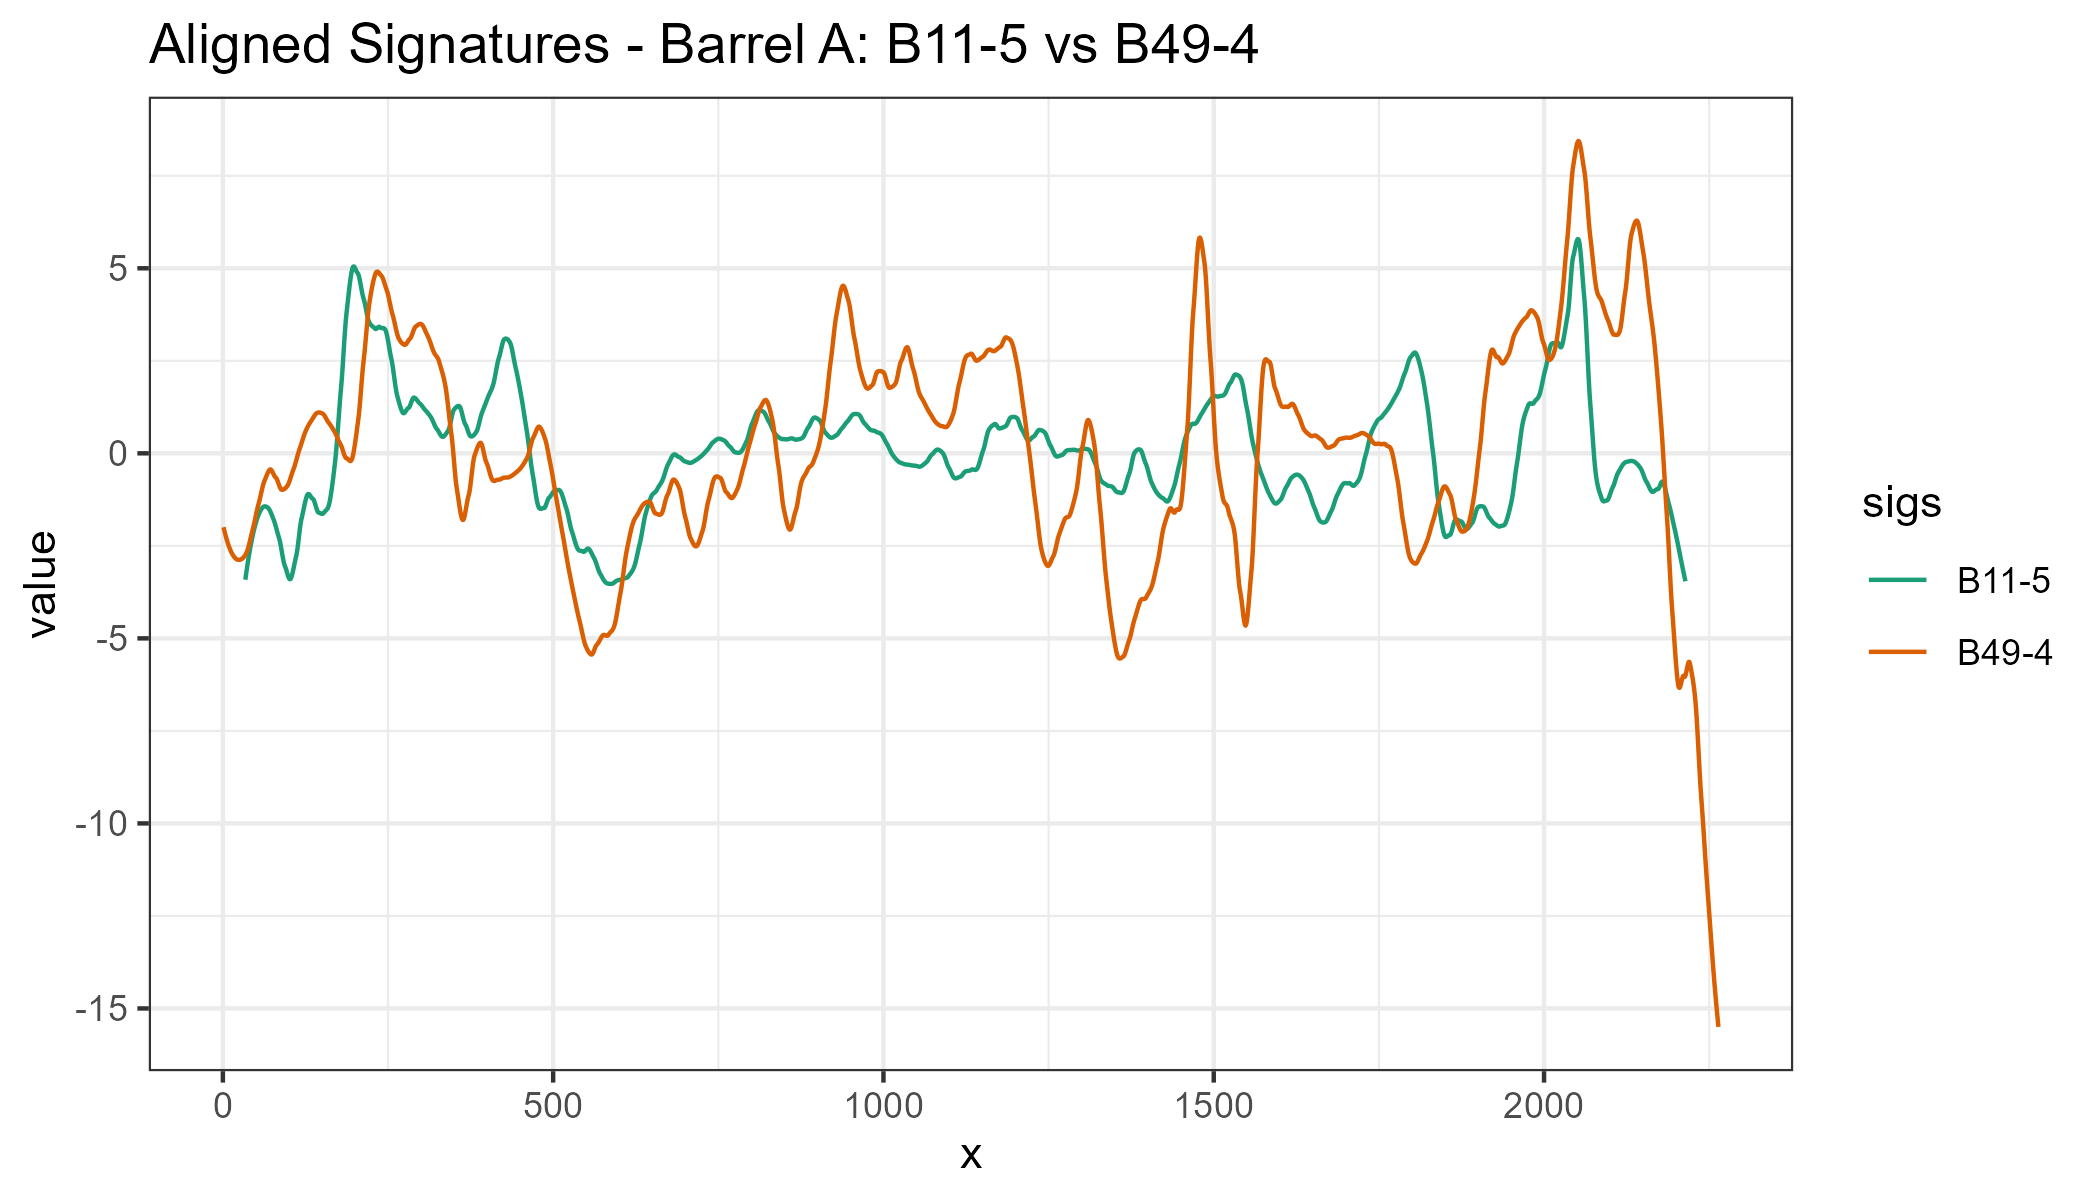 Aligned Signatures - Barrel A: B11-5 vs B49-4
value
5
0
-5
-10
-15
0 500 1000 1500 2000
x
sigs
B11-5
B49-4